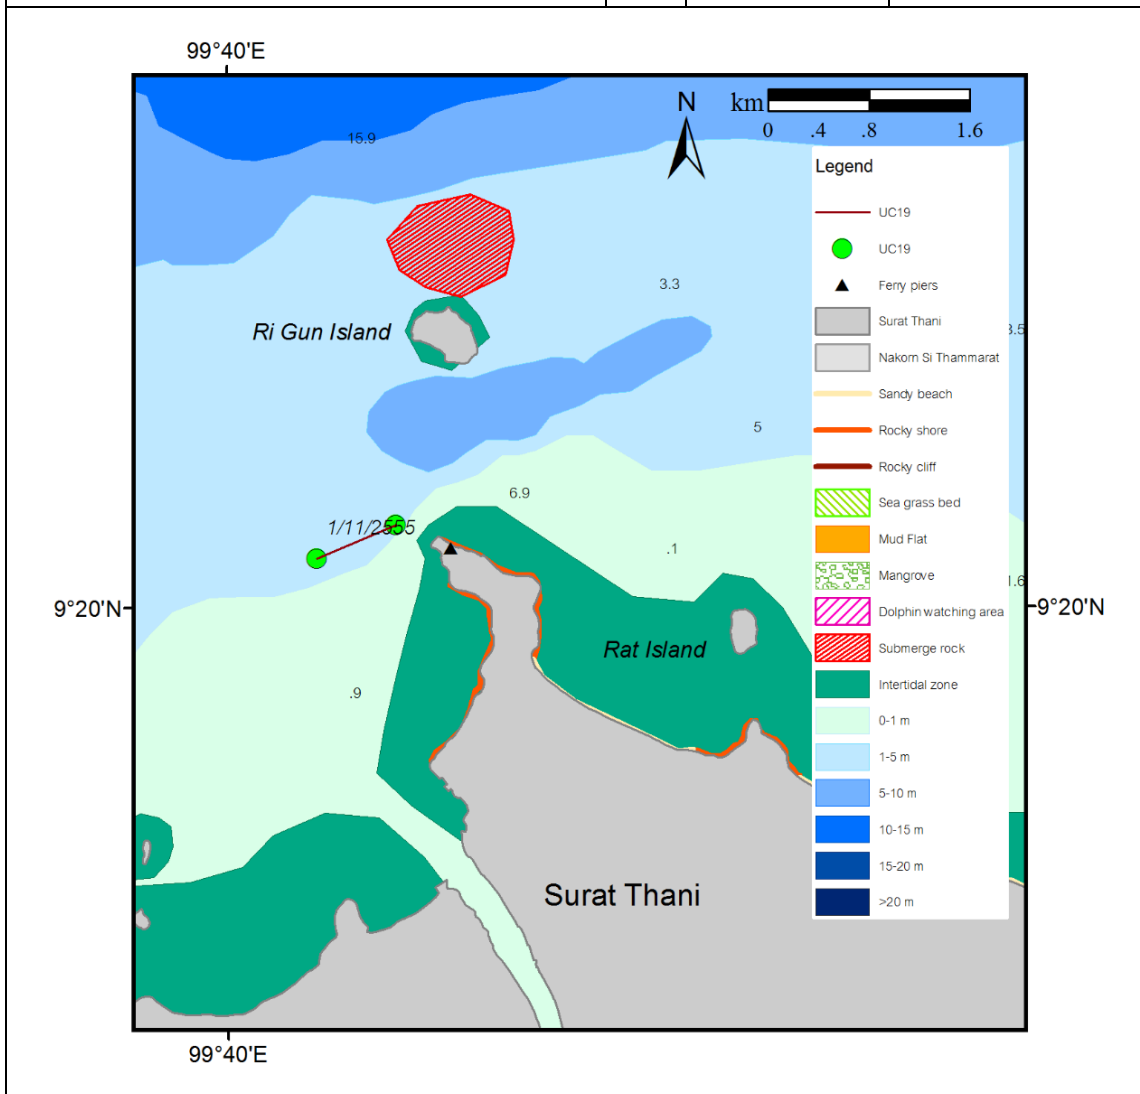 99°40'E
N
km
0 .4 .8 1.6
15.9
Legend
UC19
UC19
Ferry piers
Surat Thani
Nakorn Si Thammarat
Sandy beach
Rocky shore
Rocky cliff
Sea grass bed
Mud Flat
Mangrove
Dolphin watching area
Submerge rock
Intertidal zone
0-1 m
1-5 m
5-10 m
10-15 m
15-20 m
>20 m
3.3
Ri Gun Island
5
6.9
1/11/2555
.1
9°20'N
9°20'N
Rat Island
.9
Surat Thani
99°40'E